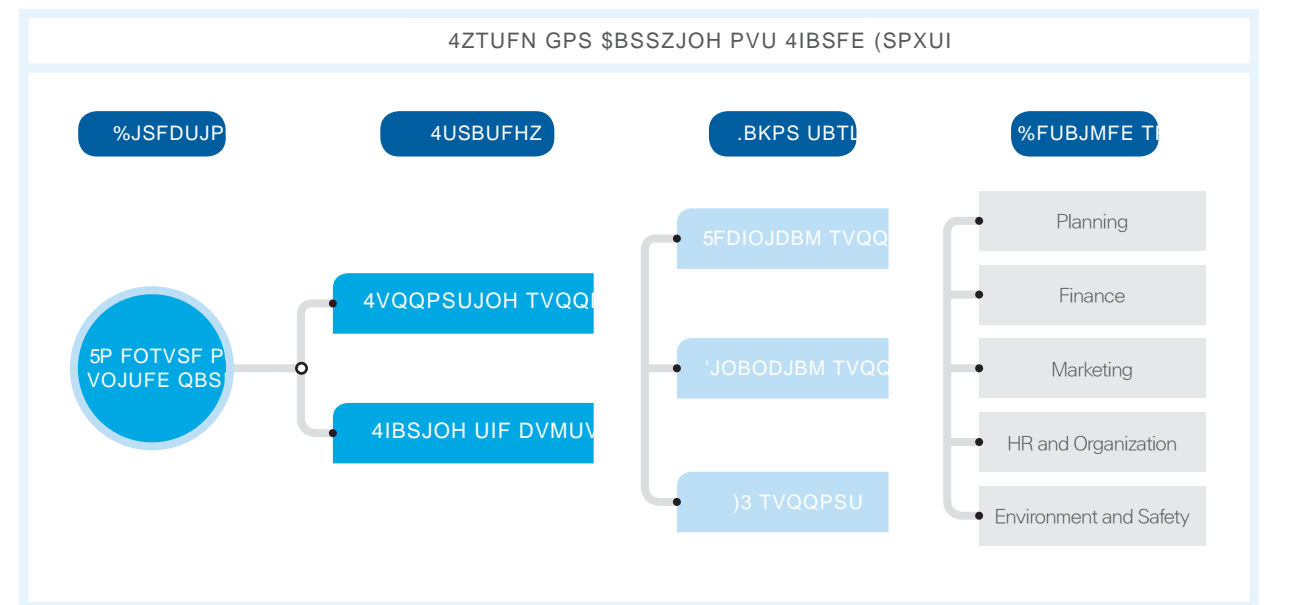 4ZTUFN GPS $BSSZJOH PVU 4IBSFE (SPXUI
%JSFDUJP
4USBUFHZ
.BKPS UBTL
%FUBJMFE
5P FOTVSF P
VOJUFE QBS
4VQQPSUJOH TVQQ
4IBSJOH UIF DVMUV
5FDIOJDBM TVQQ
'JOBODJBM TVQQ
)3 TVQQPSU
Planning
Finance
Marketing
HR and Organization
Environment and Safety